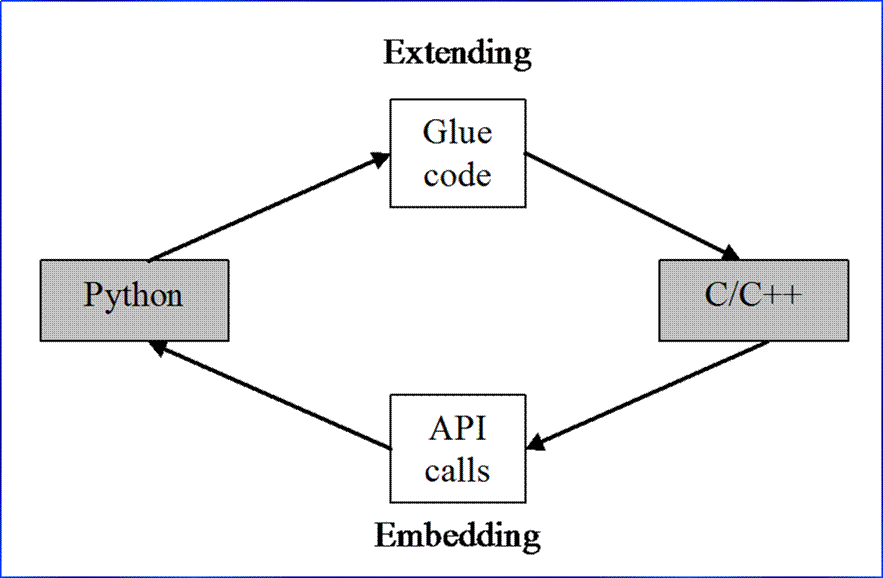 Extending
Glue
code
Python
C/C++
API
calls
Embedding